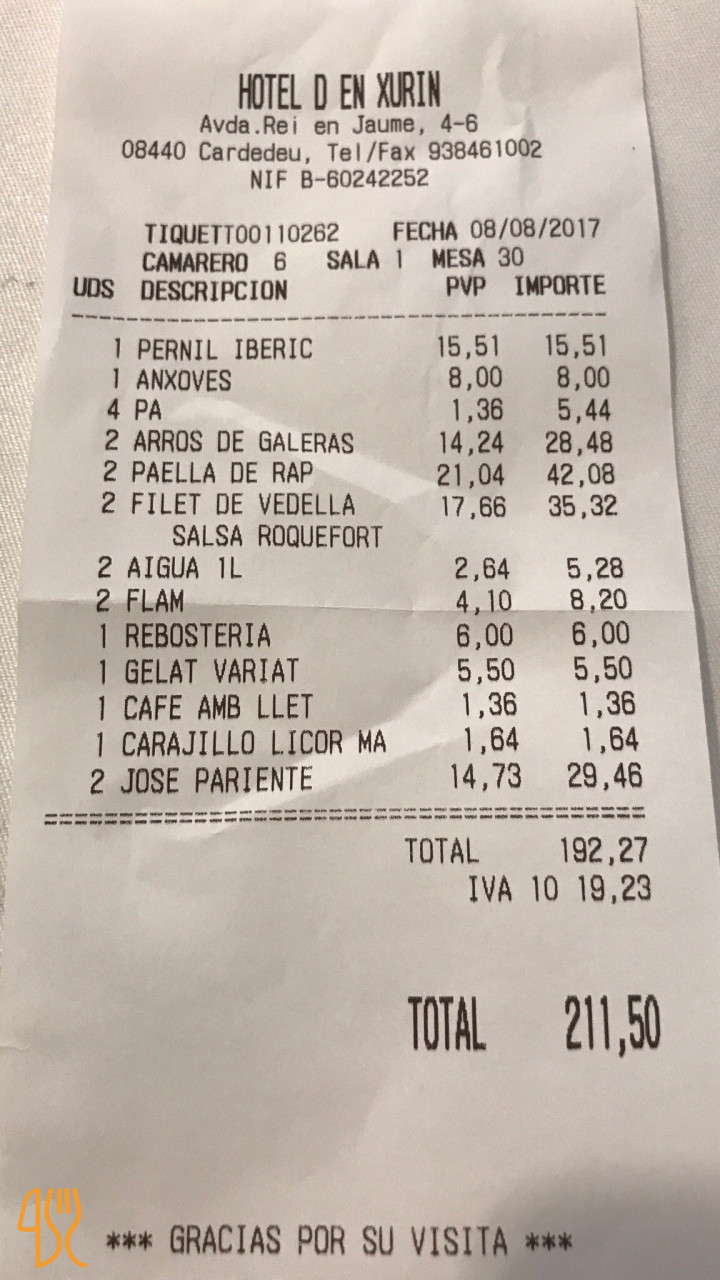 HOTEL D EN XURIN
Avda.Rei en Jaume, 4-6
08440 Cardedeu, Tel/Fax 938461002
NIF B-60242252
TIQUETT00110262 FECHA 08/08/2017
CAMARERO 6 SALA 1 MESA 30
UDS DESCRIPCION PVP IMPORTE
1 PERNIL IBERIC 15,51 15,51
1 ANXOVES 8,00 8,00
4 PA 1,36 5,44
2 ARROS DE GALERAS 14,24 28,48
2 PAELLA DE RAP 21,04 42,08
2 FILET DE VEDELLA 17,66 35,32
SALSA ROQUEFORT
2 AIGUA 1L 2,64 5,28
2 FLAM 4,10 8,20
1 REBOSTERIA 6,00 6,00
1 GELAT VARIAT 5,50 5,50
1 CAFE AMB LLET 1,36 1,36
1 CARAJILLO LICOR MA 1,64 1,64
2 JOSE PARIENTE 14,73 29,46
TOTAL 192,27
IVA 10 19,23
TOTAL 211,50
*** GRACIAS POR SU VISITA ***